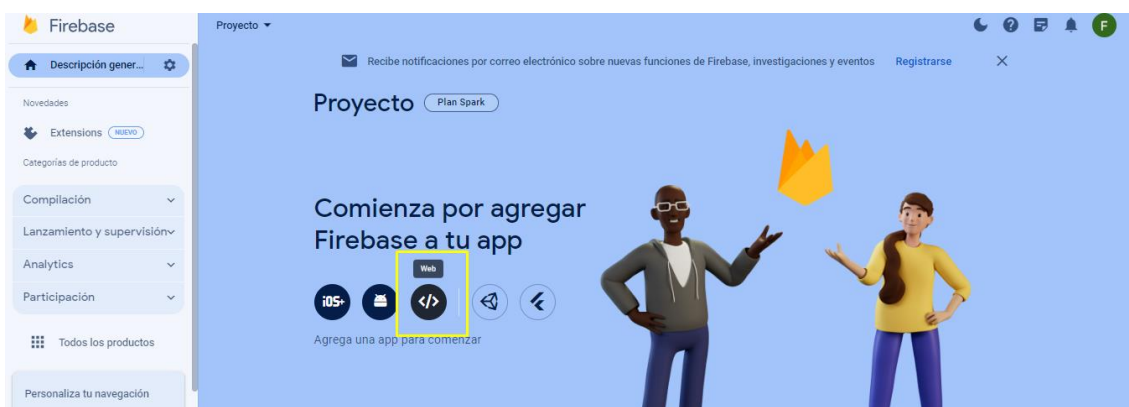 Firebase
Proyecto
F
Descripción gener...
Recibe notificaciones por correo electrónico sobre nuevas funciones de Firebase, investigaciones y eventos
Registrarse
Novedades
Proyecto
Plan Spark
Extensions
NUEVO
Categorías de producto
Compilación
Lanzamiento y supervisión
Analytics
Participación
Todos los productos
Personaliza tu navegación
Comienza por agregar
Firebase a tu app
Web
iOS+
</>
Agrega una app para comenzar